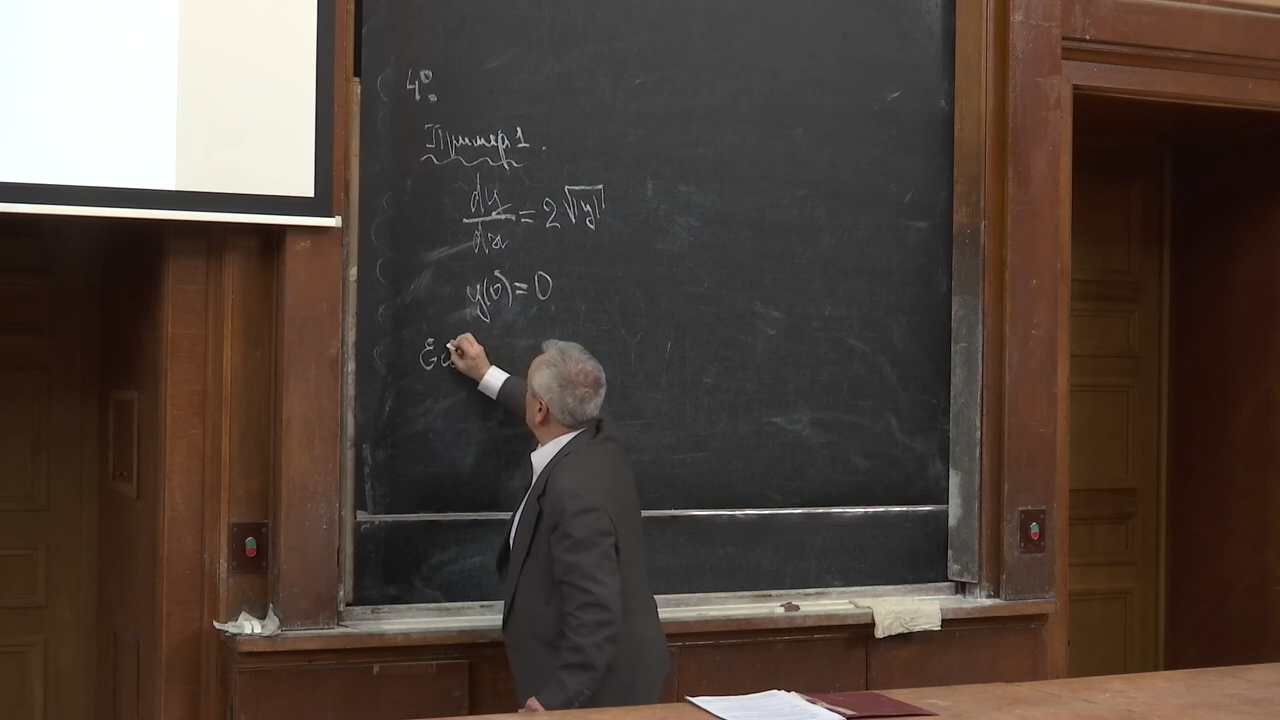 4°.
Пример 1.
dy/dx = 2√|y|
y(0) = 0